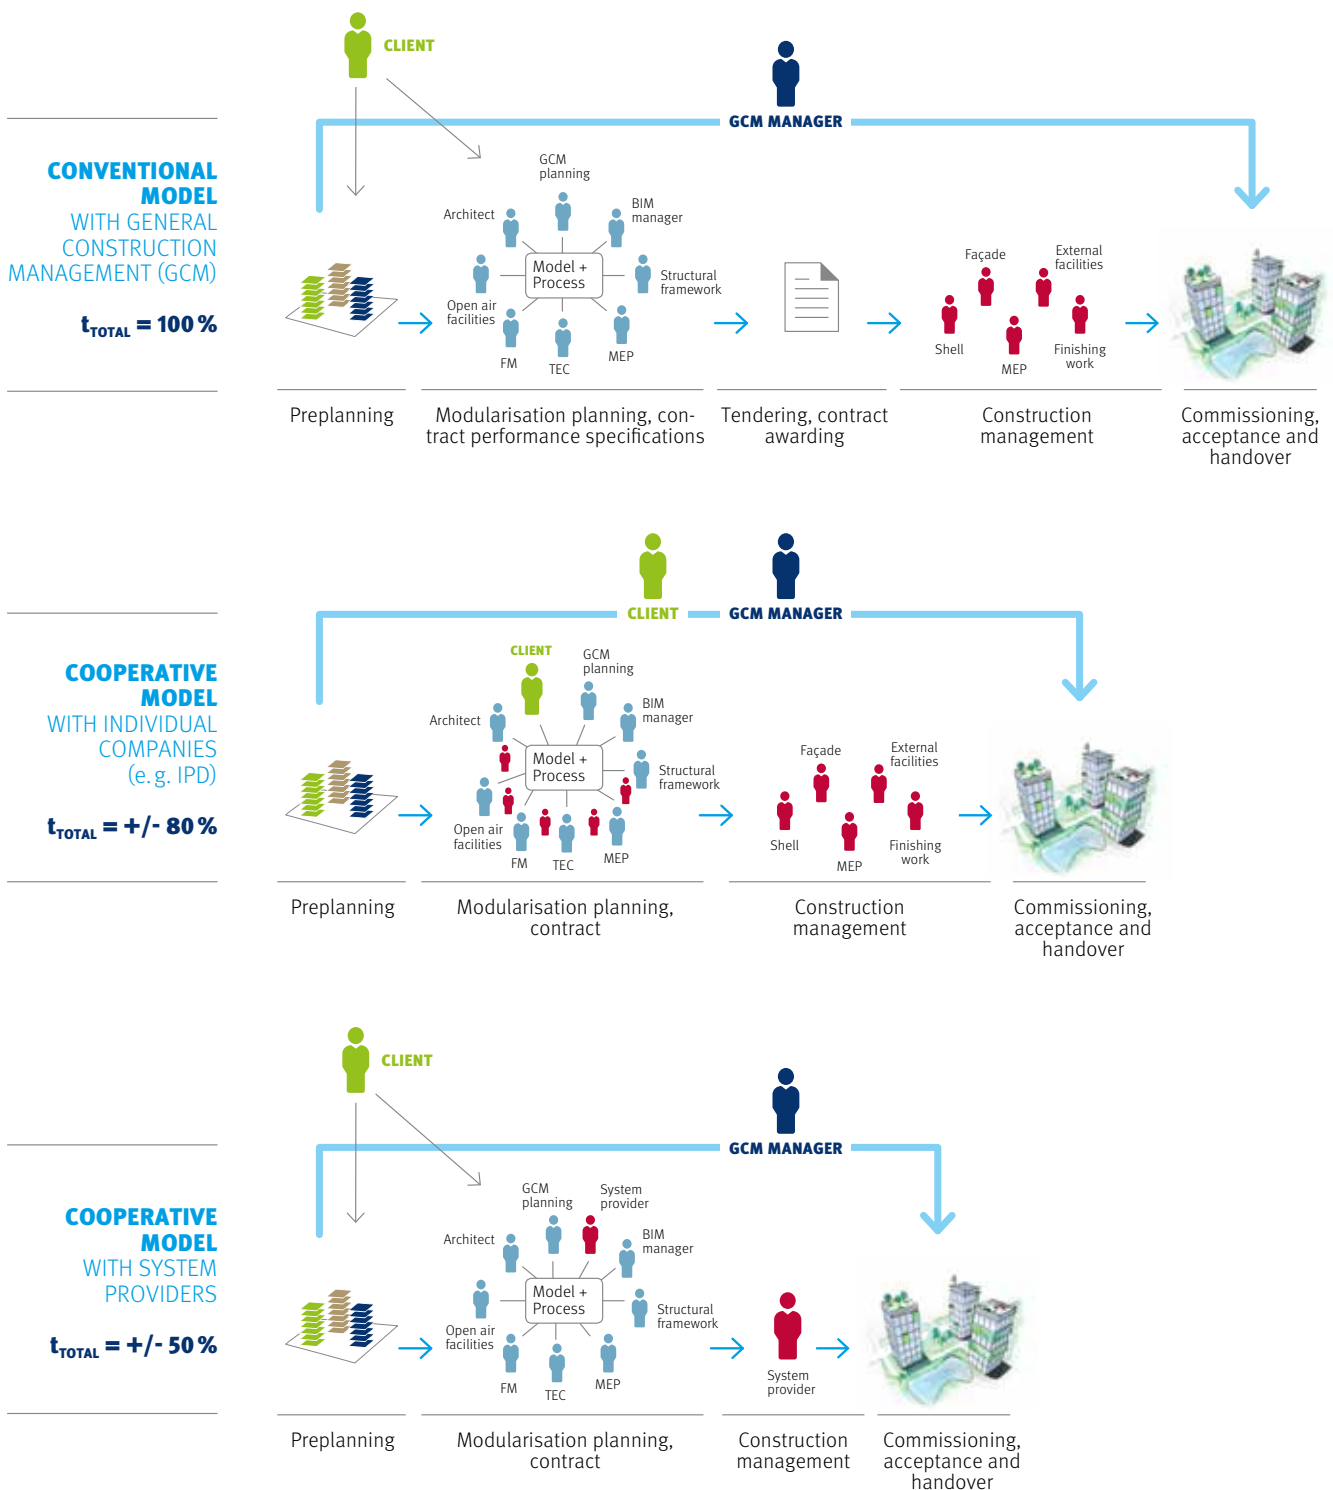 CLIENT
GCM MANAGER
CONVENTIONAL
MODEL
WITH GENERAL
CONSTRUCTION
MANAGEMENT (GCM)
tTOTAL = 100 %
GCM
planning
Architect
BIM
manager
Model +
Process
Structural
framework
Open air
facilities
FM
TEC
MEP
Façade
External
facilities
Shell
MEP
Finishing
work
Preplanning
Modularisation planning, con-
tract performance specifications
Tendering, contract
awarding
Construction
management
Commissioning,
acceptance and
handover
CLIENT
GCM MANAGER
COOPERATIVE
MODEL
WITH INDIVIDUAL
COMPANIES
(e. g. IPD)
tTOTAL = +/- 80 %
CLIENT
GCM
planning
Architect
BIM
manager
Model +
Process
Structural
framework
Open air
facilities
FM
TEC
MEP
Façade
External
facilities
Shell
MEP
Finishing
work
Preplanning
Modularisation planning,
contract
Construction
management
Commissioning,
acceptance and
handover
CLIENT
GCM MANAGER
COOPERATIVE
MODEL
WITH SYSTEM
PROVIDERS
tTOTAL = +/- 50 %
GCM
planning
System
provider
Architect
BIM
manager
Model +
Process
Structural
framework
Open air
facilities
FM
TEC
MEP
System
provider
Preplanning
Modularisation planning,
contract
Construction
management
Commissioning,
acceptance and
handover